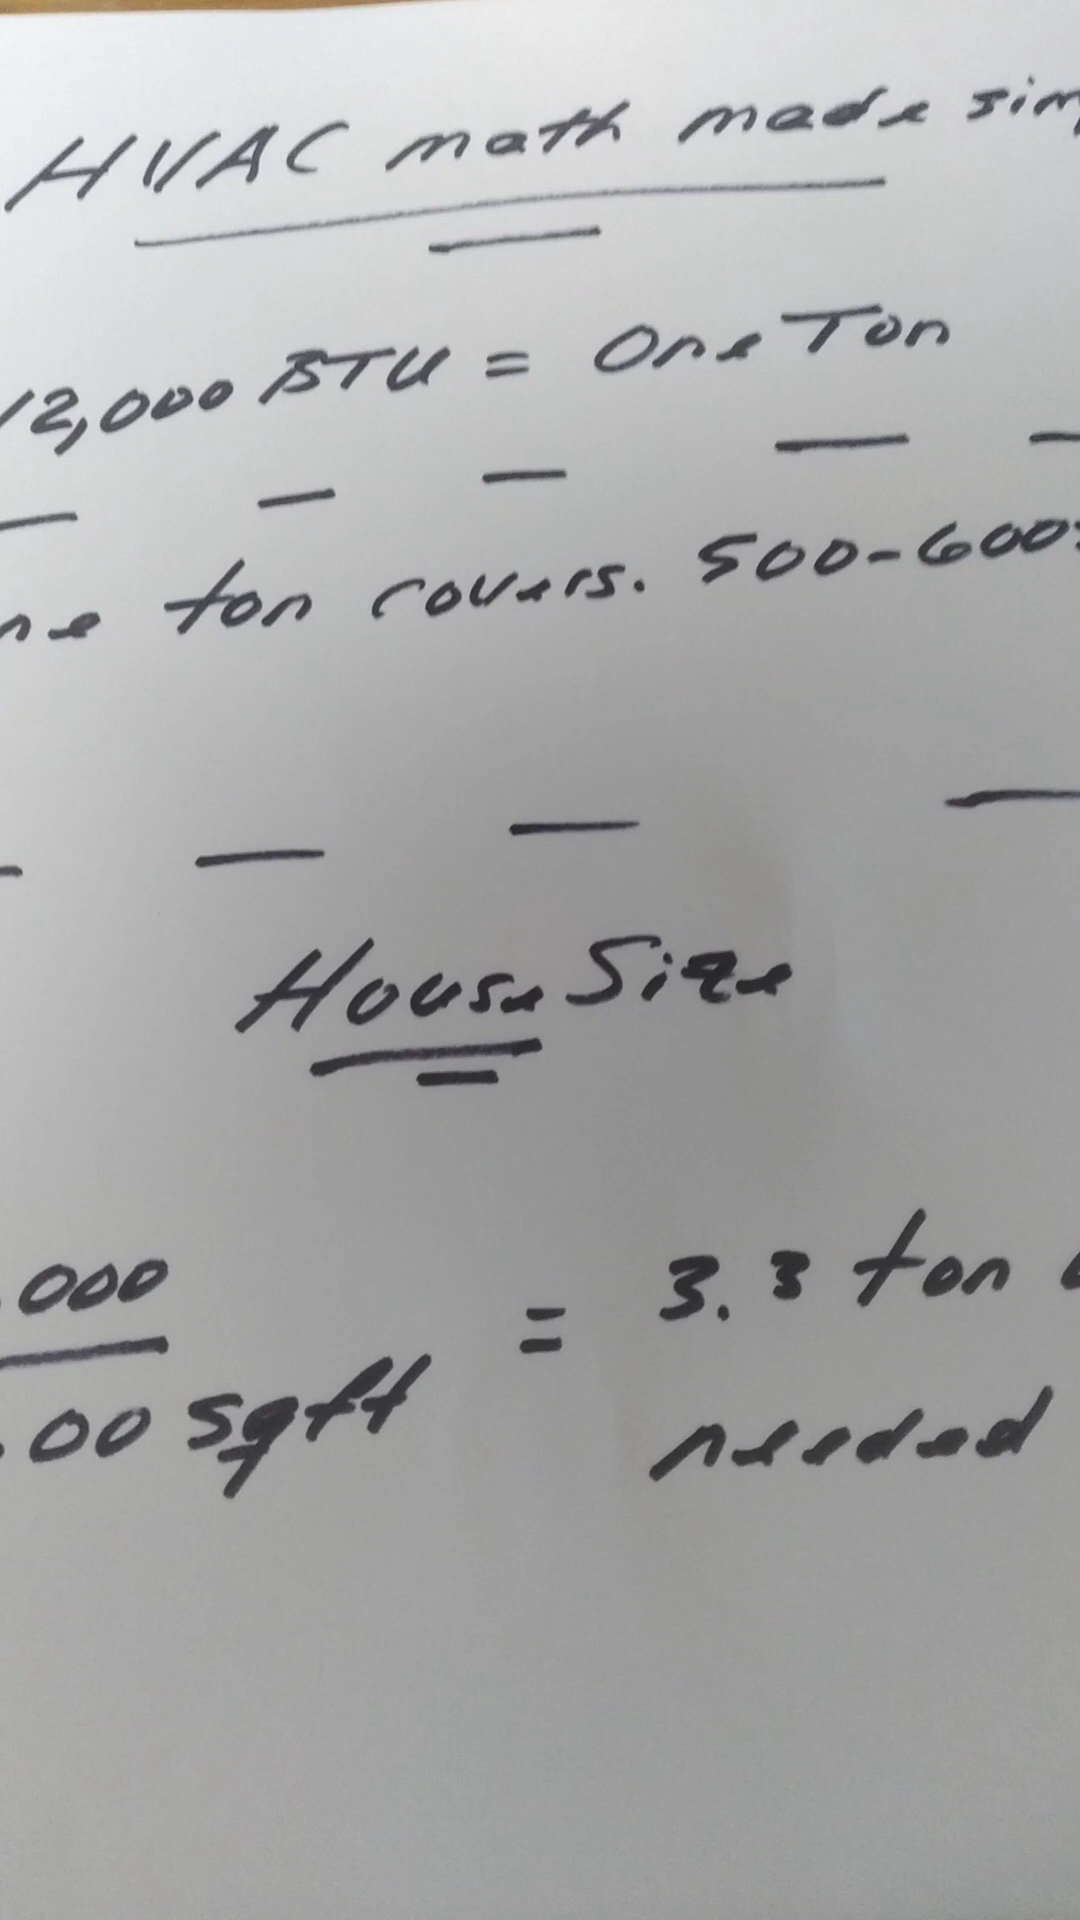 HVAC math made sim
12,000 BTU = One Ton
ne ton covers. 500-600
House Size
000
00 sqft
= 3.3 ton
needed